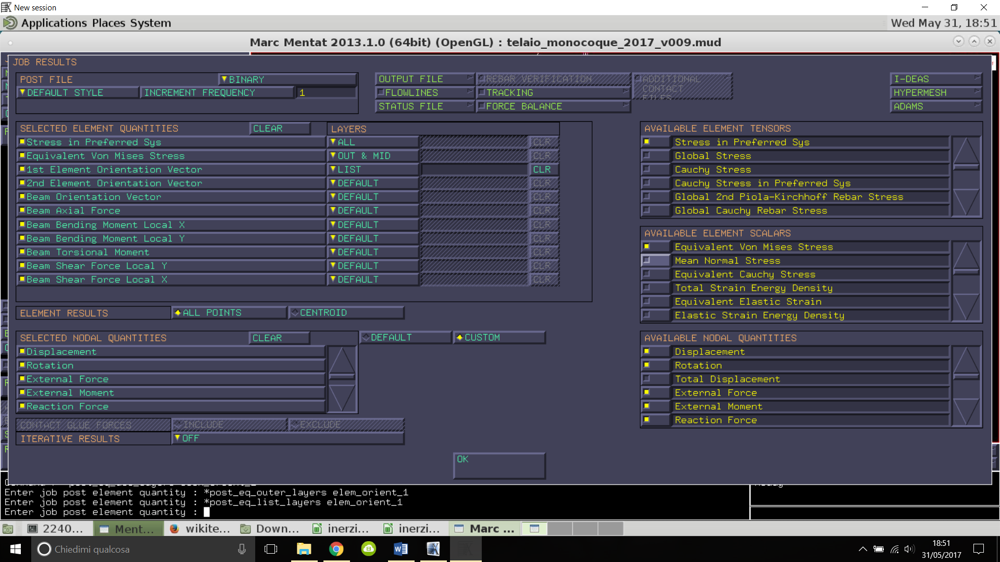 New session
Applications Places System
Wed May 31, 18:51
Marc Mentat 2013.1.0 (64bit) (OpenGL) : telaio_monocoque_2017_v009.mud
JOB RESULTS
POST FILE
BINARY
DEFAULT STYLE
INCREMENT FREQUENCY
1
OUTPUT FILE
REBAR VERIFICATION
ADDITIONAL
CONTACT
FILES
FLOWLINES
TRACKING
STATUS FILE
FORCE BALANCE
I-DEAS
HYPERMESH
ADAMS
SELECTED ELEMENT QUANTITIES
CLEAR
LAYERS
Stress in Preferred Sys
ALL
CLR
Equivalent Von Mises Stress
OUT & MID
CLR
1st Element Orientation Vector
LIST
CLR
2nd Element Orientation Vector
DEFAULT
CLR
Beam Orientation Vector
DEFAULT
CLR
Beam Axial Force
DEFAULT
CLR
Beam Bending Moment Local X
DEFAULT
CLR
Beam Bending Moment Local Y
DEFAULT
CLR
Beam Torsional Moment
DEFAULT
CLR
Beam Shear Force Local Y
DEFAULT
CLR
Beam Shear Force Local X
DEFAULT
CLR
ELEMENT RESULTS
ALL POINTS
CENTROID
SELECTED NODAL QUANTITIES
CLEAR
DEFAULT
CUSTOM
Displacement
Rotation
External Force
External Moment
Reaction Force
CONTACT GLUE FORCES
INCLUDE
EXCLUDE
ITERATIVE RESULTS
OFF
OK
AVAILABLE ELEMENT TENSORS
Stress in Preferred Sys
Global Stress
Cauchy Stress
Cauchy Stress in Preferred Sys
Global 2nd Piola-Kirchhoff Rebar Stress
Global Cauchy Rebar Stress
AVAILABLE ELEMENT SCALARS
Equivalent Von Mises Stress
Mean Normal Stress
Equivalent Cauchy Stress
Total Strain Energy Density
Equivalent Elastic Strain
Elastic Strain Energy Density
AVAILABLE NODAL QUANTITIES
Displacement
Rotation
Total Displacement
External Force
External Moment
Reaction Force
Enter job post element quantity : *post_eq_outer_layers elem_orient_1
Enter job post element quantity : *post_eq_list_layers elem_orient_1
Enter job post element quantity :
2240...
Ment...
wikite...
Down...
inerzi...
inerzi...
Marc ...
Chiedimi qualcosa
18:51
31/05/2017